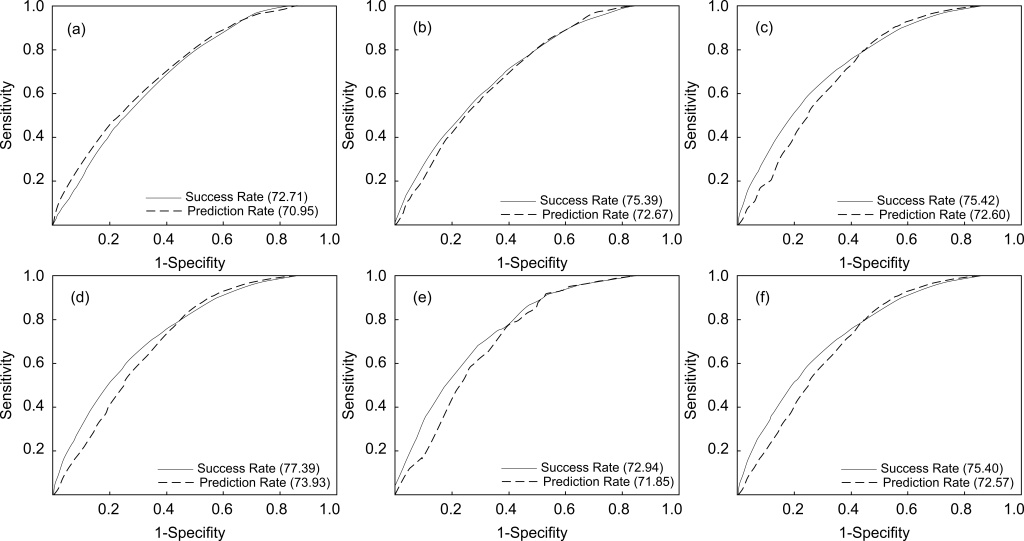 1.0
(a)
0.8
0.6
Sensitivity
0.4
0.2
Success Rate (72.71)
Prediction Rate (70.95)
0.2 0.4 0.6 0.8 1.0
1-Specifity
1.0
(b)
0.8
0.6
Sensitivity
0.4
0.2
Success Rate (75.39)
Prediction Rate (72.67)
0.2 0.4 0.6 0.8 1.0
1-Specifity
1.0
(c)
0.8
0.6
Sensitivity
0.4
0.2
Success Rate (75.42)
Prediction Rate (72.60)
0.2 0.4 0.6 0.8 1.0
1-Specifity
1.0
(d)
0.8
0.6
Sensitivity
0.4
0.2
Success Rate (77.39)
Prediction Rate (73.93)
0.2 0.4 0.6 0.8 1.0
1-Specifity
1.0
(e)
0.8
0.6
Sensitivity
0.4
0.2
Success Rate (72.94)
Prediction Rate (71.85)
0.2 0.4 0.6 0.8 1.0
1-Specifity
1.0
(f)
0.8
0.6
Sensitivity
0.4
0.2
Success Rate (75.40)
Prediction Rate (72.57)
0.2 0.4 0.6 0.8 1.0
1-Specifity